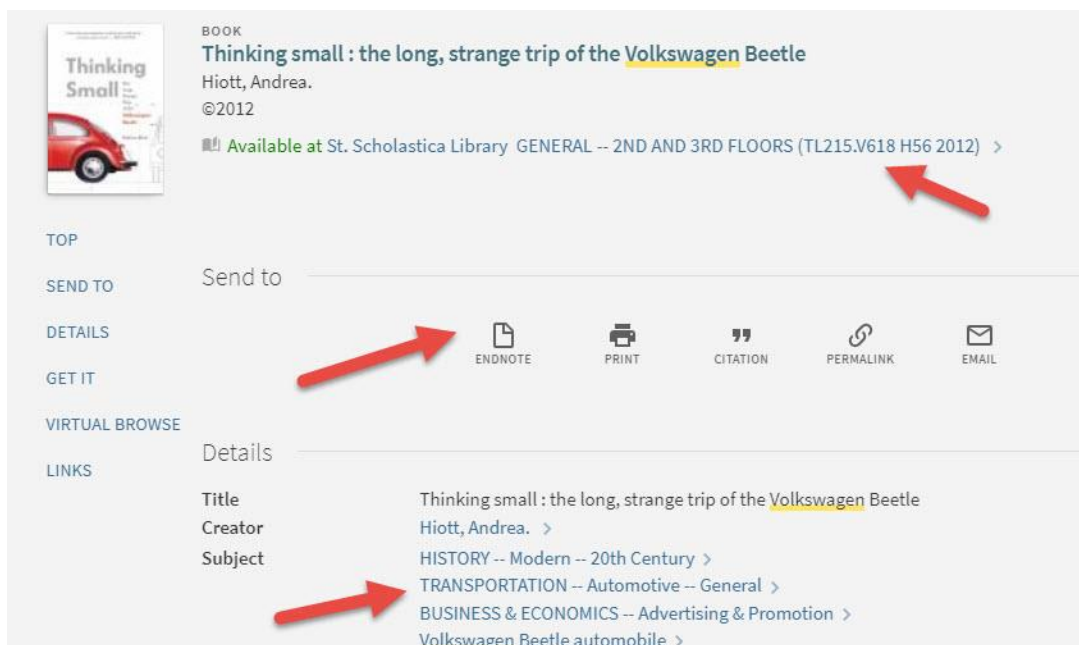 BOOK
Thinking small : the long, strange trip of the Volkswagen Beetle
Hiott, Andrea.
©2012
Available at St. Scholastica Library GENERAL -- 2ND AND 3RD FLOORS (TL215.V618 H56 2012) >
Thinking
Small
TOP
SEND TO
DETAILS
GET IT
VIRTUAL BROWSE
LINKS
Send to
ENDNOTE PRINT CITATION PERMALINK EMAIL
Details
Title Thinking small : the long, strange trip of the Volkswagen Beetle
Creator Hiott, Andrea. >
Subject HISTORY -- Modern -- 20th Century >
TRANSPORTATION -- Automotive -- General >
BUSINESS & ECONOMICS -- Advertising & Promotion >
Volkswagen Beetle automobile >